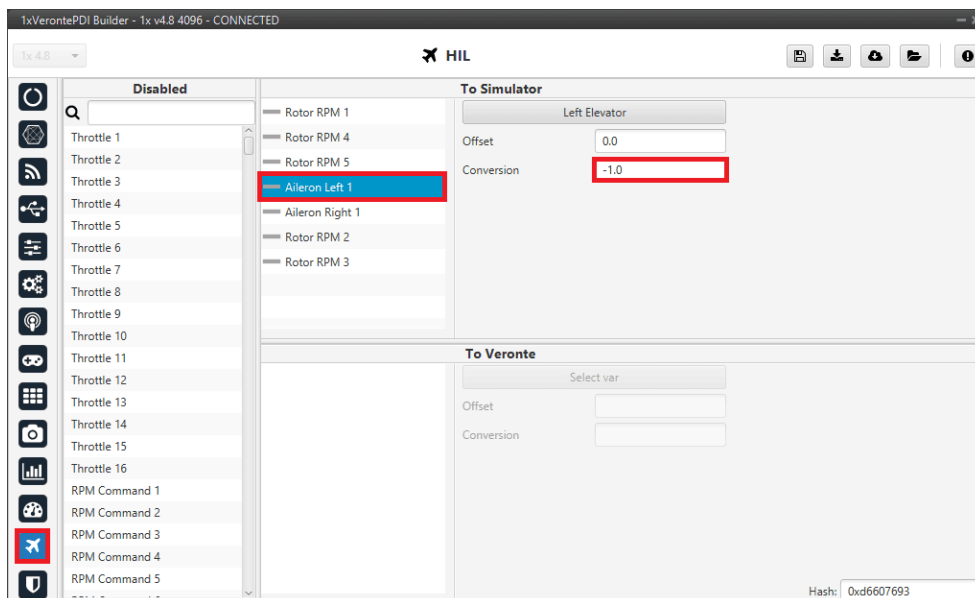 1xVerontePDI Builder - 1x v4.8 4096 - CONNECTED
1x 4.8
HIL
Disabled
Throttle 1
Throttle 2
Throttle 3
Throttle 4
Throttle 5
Throttle 6
Throttle 7
Throttle 8
Throttle 9
Throttle 10
Throttle 11
Throttle 12
Throttle 13
Throttle 14
Throttle 15
Throttle 16
RPM Command 1
RPM Command 2
RPM Command 3
RPM Command 4
RPM Command 5
To Simulator
Rotor RPM 1
Rotor RPM 4
Rotor RPM 5
Aileron Left 1
Aileron Right 1
Rotor RPM 2
Rotor RPM 3
Left Elevator
Offset 0.0
Conversion -1.0
To Veronte
Select var
Offset
Conversion
Hash: 0xd6607693